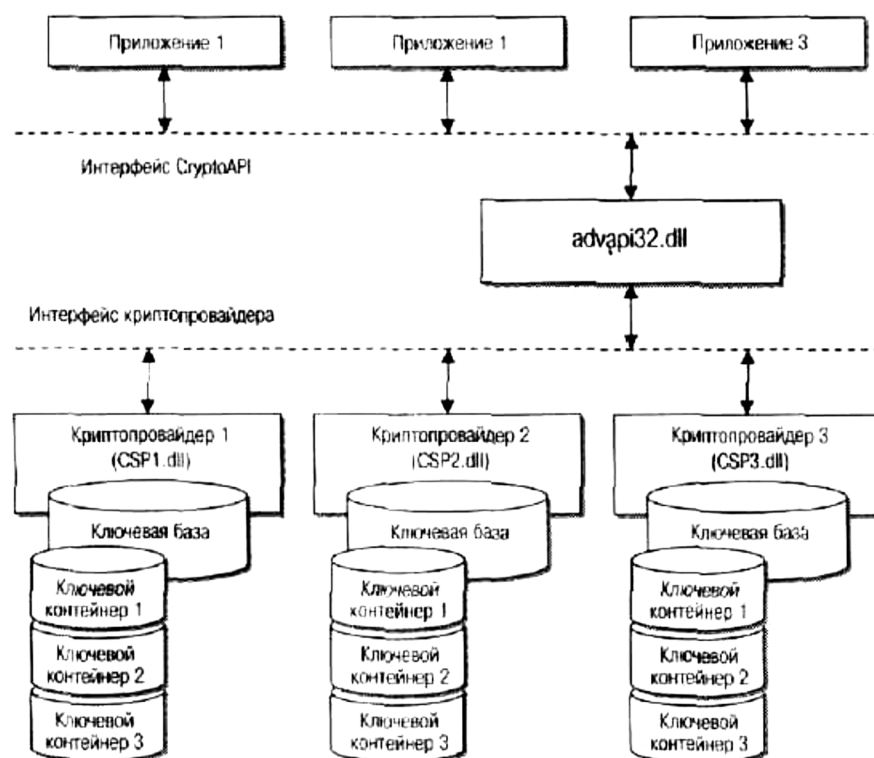 Приложение 1
Приложение 1
Приложение 3
Интерфейс CryptoAPI
advapi32.dll
Интерфейс криптопровайдера
Криптопровайдер 1
(CSP1.dll)
Криптопровайдер 2
(CSP2.dll)
Криптопровайдер 3
(CSP3.dll)
Ключевая база
Ключевая база
Ключевая база
Ключевой
контейнер 1
Ключевой
контейнер 1
Ключевой
контейнер 1
Ключевой
контейнер 2
Ключевой
контейнер 2
Ключевой
контейнер 2
Ключевой
контейнер 3
Ключевой
контейнер 3
Ключевой
контейнер 3